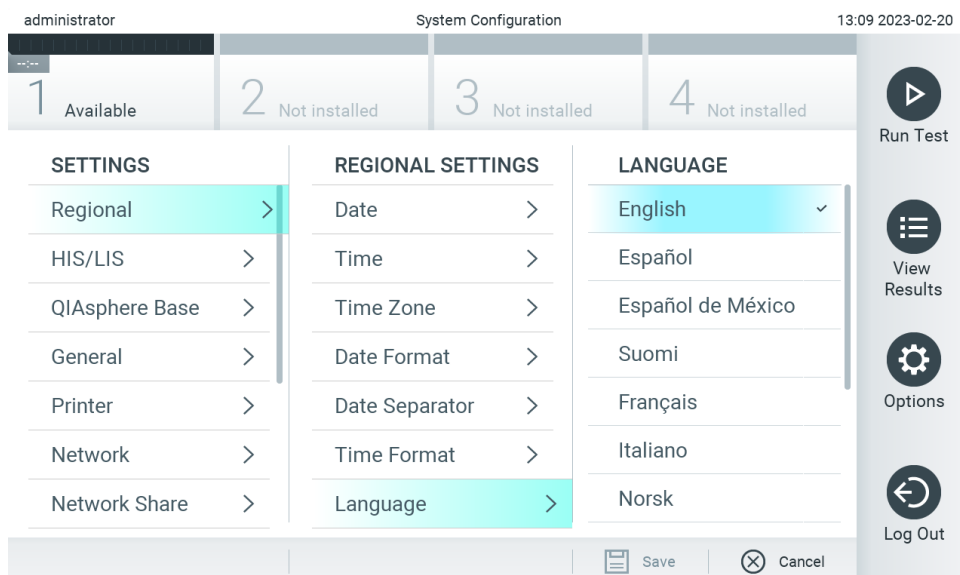 administrator System Configuration 13:09 2023-02-20
--:--
1 Available 2 Not installed 3 Not installed 4 Not installed
Run Test
SETTINGS
Regional
HIS/LIS
QIAsphere Base
General
Printer
Network
Network Share
REGIONAL SETTINGS
Date
Time
Time Zone
Date Format
Date Separator
Time Format
Language
LANGUAGE
English
Español
Español de México
Suomi
Français
Italiano
Norsk
View
Results
Options
Log Out
Save Cancel